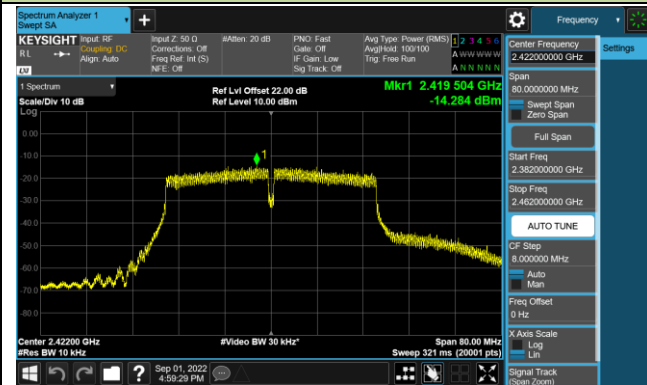 Spectrum Analyzer 1
Swept SA
+
Frequency
KEYSIGHT
Input: RF
Coupling: DC
Align: Auto
Input Z: 50 Ω
Corrections: Off
Freq Ref: Int (S)
NFE: Off
#Atten: 20 dB
PNO: Fast
Gate: Off
IF Gain: Low
Sig Track: Off
Avg Type: Power (RMS)
Avg|Hold: 100/100
Trig: Free Run
1 2 3 4 5 6
A W W W W W
A N N N N N
R L
LXI
1 Spectrum
Scale/Div 10 dB
Log
Ref Lvl Offset 22.00 dB
Ref Level 10.00 dBm
Mkr1 2.419 504 GHz
-14.284 dBm
1
0.00
-10.0
-20.0
-30.0
-40.0
-50.0
-60.0
-70.0
-80.0
Center 2.42200 GHz
#Res BW 10 kHz
#Video BW 30 kHz*
Span 80.00 MHz
Sweep 321 ms (20001 pts)
Center Frequency
2.422000000 GHz
Settings
Span
80.0000000 MHz
Swept Span
Zero Span
Full Span
Start Freq
2.382000000 GHz
Stop Freq
2.462000000 GHz
AUTO TUNE
CF Step
8.000000 MHz
Auto
Man
Freq Offset
0 Hz
X Axis Scale
Log
Lin
Signal Track
(Span Zoom)
?
Sep 01, 2022
4:59:29 PM